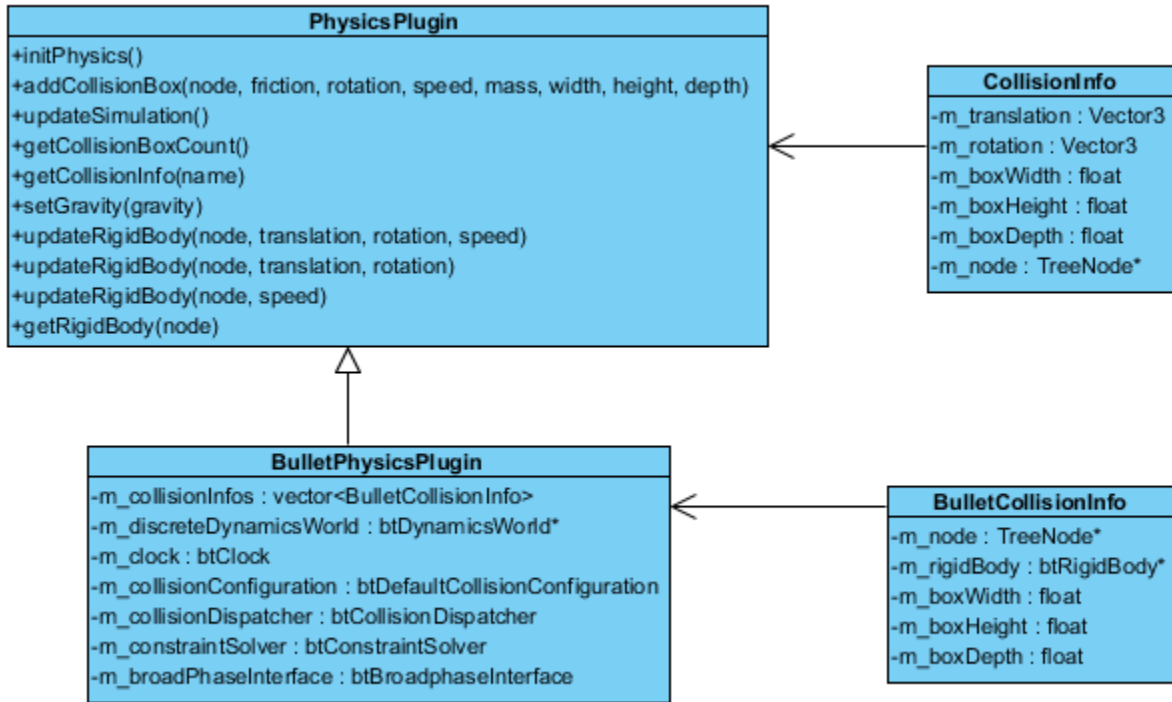 PhysicsPlugin
+initPhysics()
+addCollisionBox(node, friction, rotation, speed, mass, width, height, depth)
+updateSimulation()
+getCollisionBoxCount()
+getCollisionInfo(name)
+setGravity(gravity)
+updateRigidBody(node, translation, rotation, speed)
+updateRigidBody(node, translation, rotation)
+updateRigidBody(node, speed)
+getRigidBody(node)
CollisionInfo
-m_translation : Vector3
-m_rotation : Vector3
-m_boxWidth : float
-m_boxHeight : float
-m_boxDepth : float
-m_node : TreeNode*
BulletPhysicsPlugin
-m_collisionInfos : vector<BulletCollisionInfo>
-m_discreteDynamicsWorld : btDynamicsWorld*
-m_clock : btClock
-m_collisionConfiguration : btDefaultCollisionConfiguration
-m_collisionDispatcher : btCollisionDispatcher
-m_constraintSolver : btConstraintSolver
-m_broadPhaseInterface : btBroadphaseInterface
BulletCollisionInfo
-m_node : TreeNode*
-m_rigidBody : btRigidBody*
-m_boxWidth : float
-m_boxHeight : float
-m_boxDepth : float